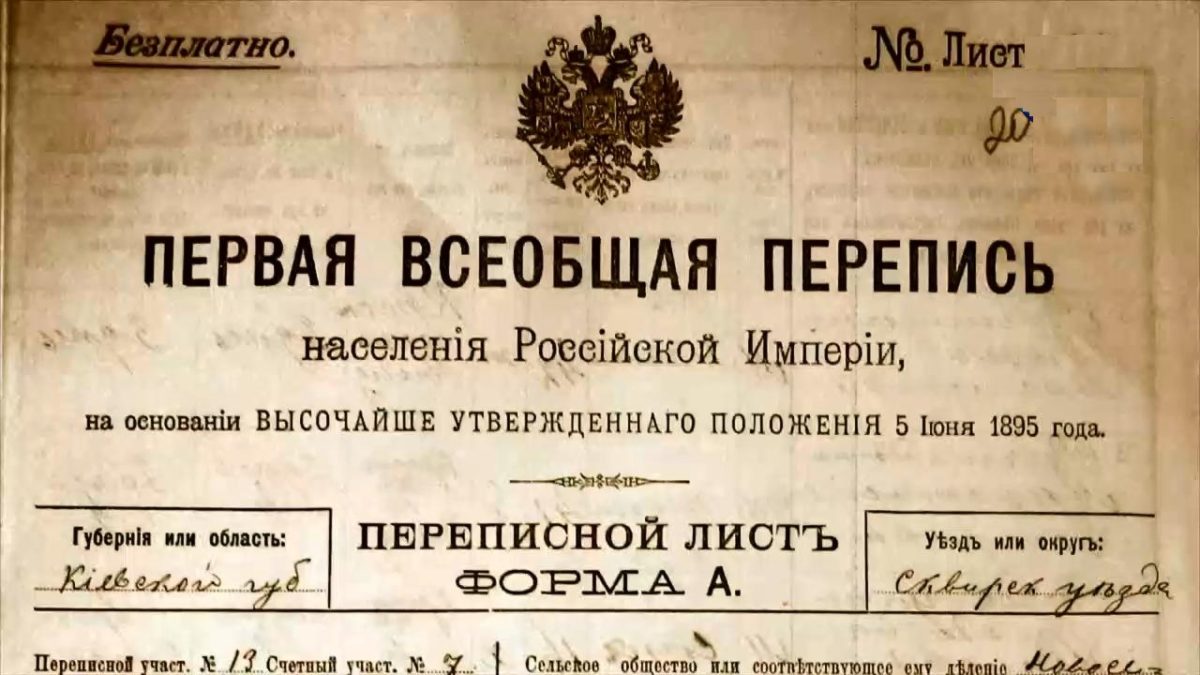 Безплатно.
№. Лист
20
ПЕРВАЯ ВСЕОБЩАЯ ПЕРЕПИСЬ
населенія Россійской Имперіи,
на основаніи ВЫСОЧАЙШЕ УТВЕРЖДЕННАГО ПОЛОЖЕНІЯ 5 Іюня 1895 года.
Губернія или область:
Кіевской губ
ПЕРЕПИСНОЙ ЛИСТЪ
ФОРМА А.
Уѣздъ или округъ:
Сквирск уѣзда
Переписной участ. № 13 Счетный участ. № 7
Сельское общество или соотвѣтствующее ему дѣленіе Новосе-